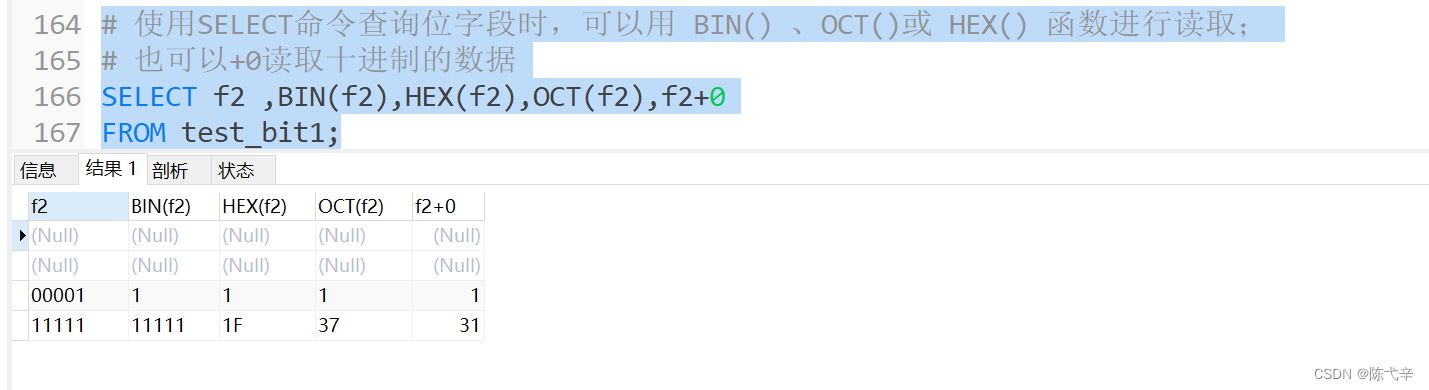 164 # 使用SELECT命令查询位字段时，可以用 BIN() 、OCT()或 HEX() 函数进行读取；
165 # 也可以+0读取十进制的数据
166 SELECT f2 ,BIN(f2),HEX(f2),OCT(f2),f2+0
167 FROM test_bit1;
信息 结果 1 剖析 状态
f2 BIN(f2) HEX(f2) OCT(f2) f2+0
(Null) (Null) (Null) (Null) (Null)
(Null) (Null) (Null) (Null) (Null)
00001 1 1 1 1
11111 11111 1F 37 31
CSDN @陈弋辛